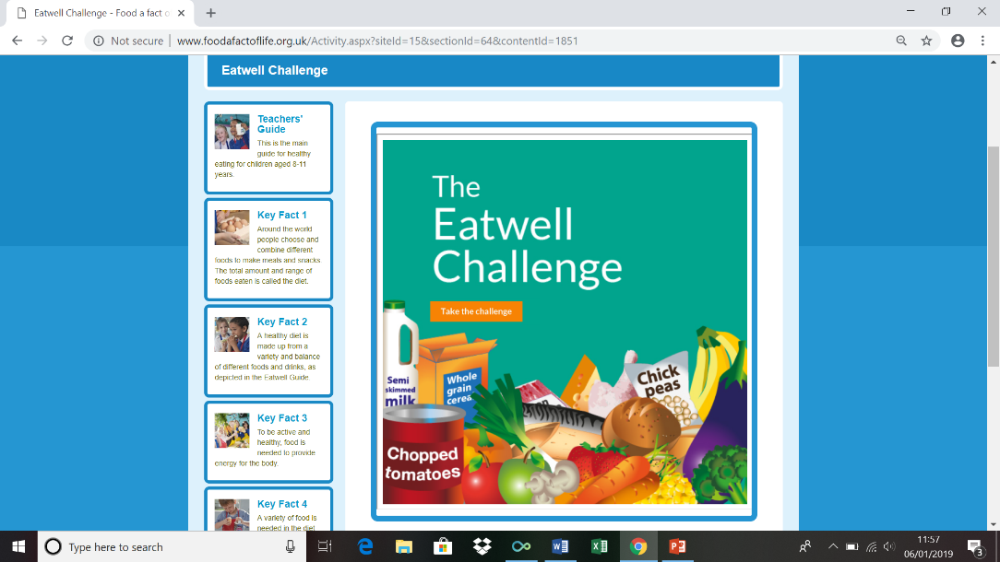 Eatwell Challenge - Food a fact o
Not secure
www.foodafactoflife.org.uk/Activity.aspx?siteId=15&sectionId=64&contentId=1851
Eatwell Challenge
Teachers'
Guide
This is the main
guide for healthy
eating for children aged 8-11
years.
Key Fact 1
Around the world
people choose and
combine different
foods to make meals and snacks.
The total amount and range of
foods eaten is called the diet.
Key Fact 2
A healthy diet is
made up from a
variety and balance
of different foods and drinks, as
depicted in the Eatwell Guide.
Key Fact 3
To be active and
healthy, food is
needed to provide
energy for the body.
Key Fact 4
A variety of food is
needed in the diet
The
Eatwell
Challenge
Take the challenge
Semi
skimmed
milk
Whole
grain
cerea
Chick
peas
Chopped
tomatoes
Type here to search
11:57
06/01/2019
3